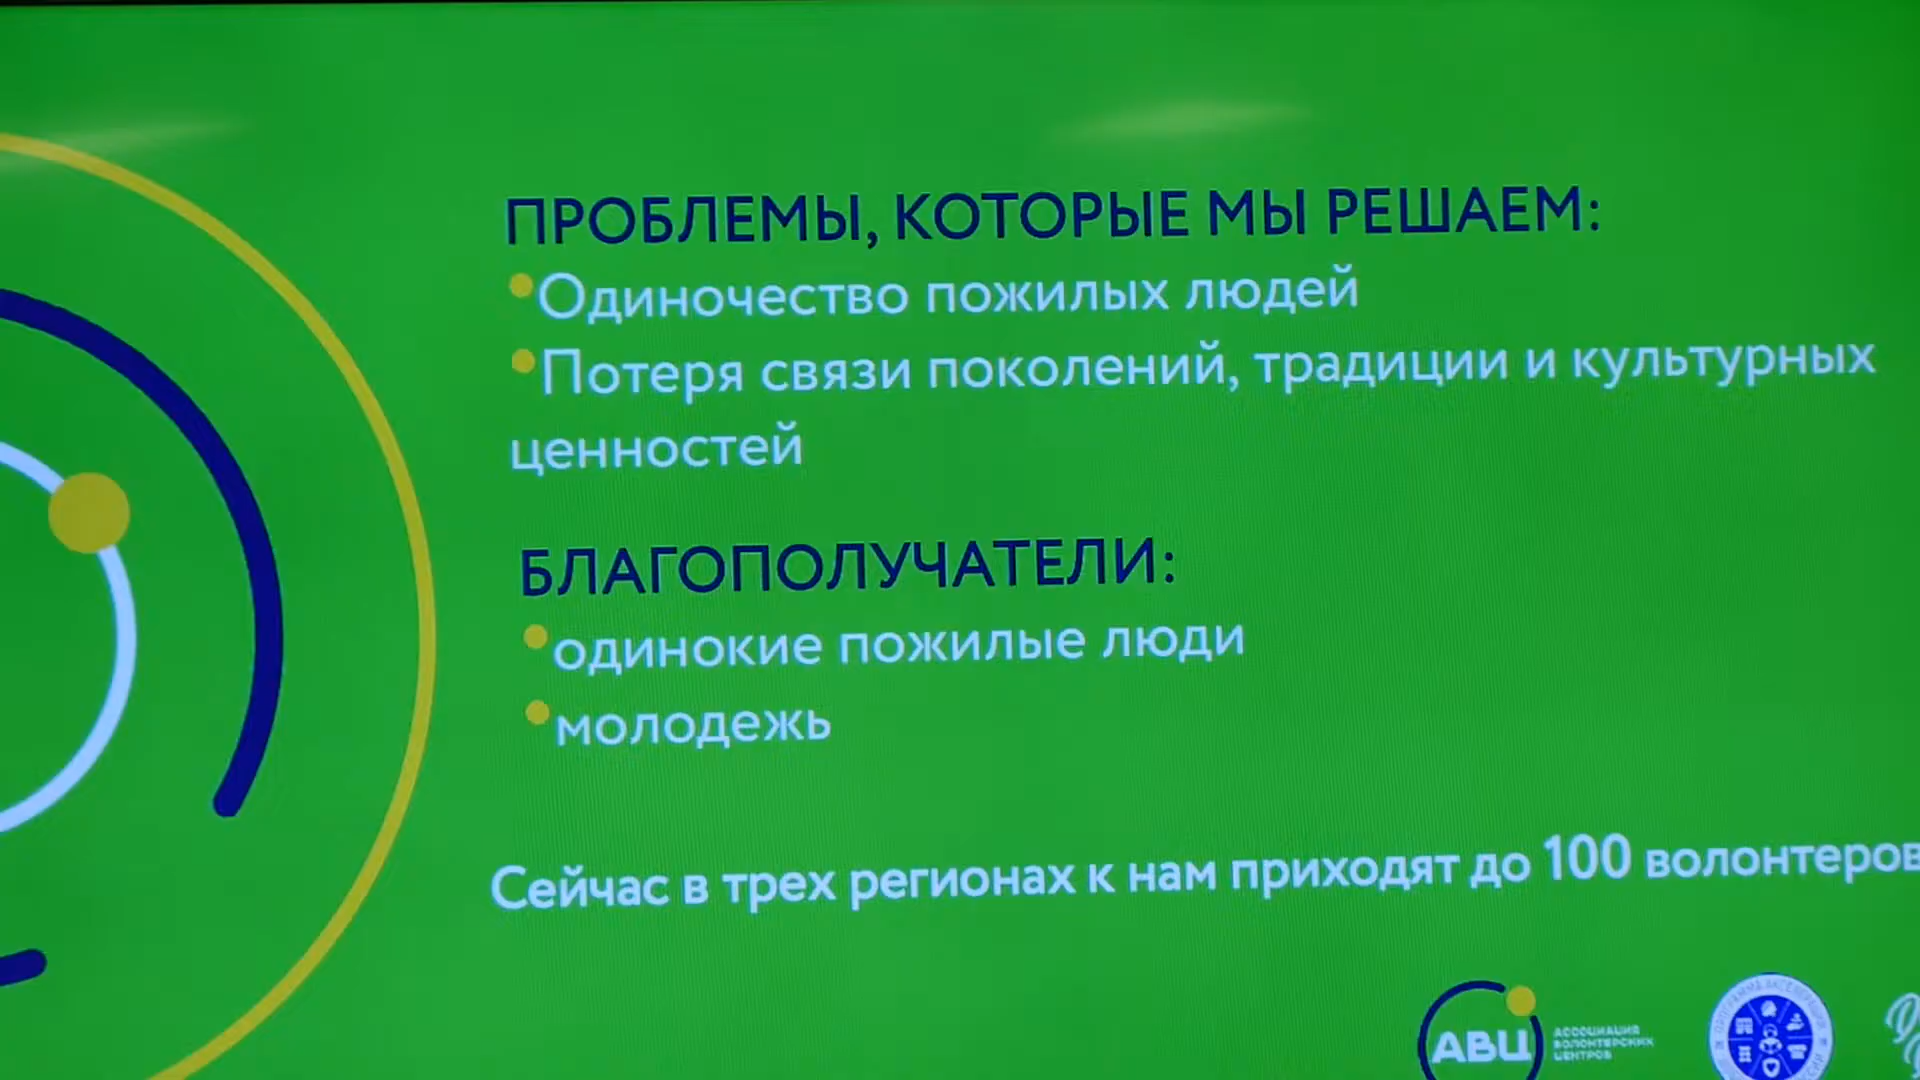 ПРОБЛЕМЫ, КОТОРЫЕ МЫ РЕШАЕМ:
•Одиночество пожилых людей
•Потеря связи поколений, традиции и культурных
ценностей
БЛАГОПОЛУЧАТЕЛИ:
•одинокие пожилые люди
•молодежь
Сейчас в трех регионах к нам приходят до 100 волонтеров
АВЦ
АССОЦИАЦИЯ
ВОЛОНТЕРСКИХ
ЦЕНТРОВ